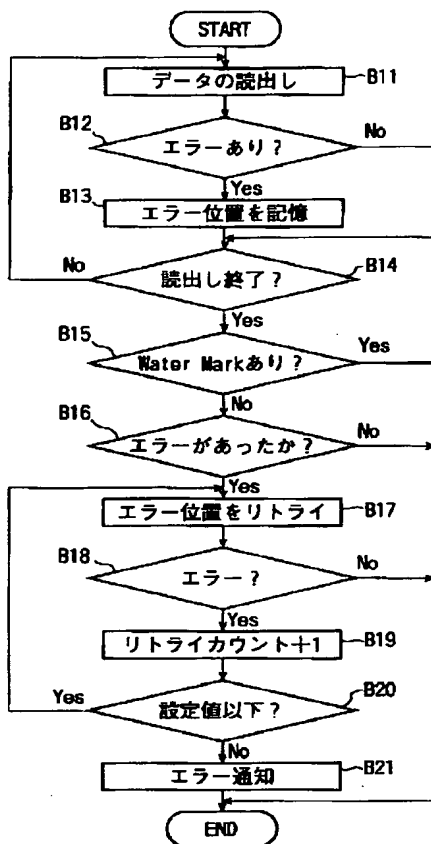 START
データの読出し
B11
B12
エラーあり?
No
Yes
B13
エラー位置を記憶
No
読出し終了?
B14
Yes
B15
Water Markあり?
Yes
No
B16
エラーがあったか?
No
Yes
エラー位置をリトライ
B17
B18
エラー?
No
Yes
リトライカウント+1
B19
Yes
設定値以下?
B20
No
エラー通知
B21
END